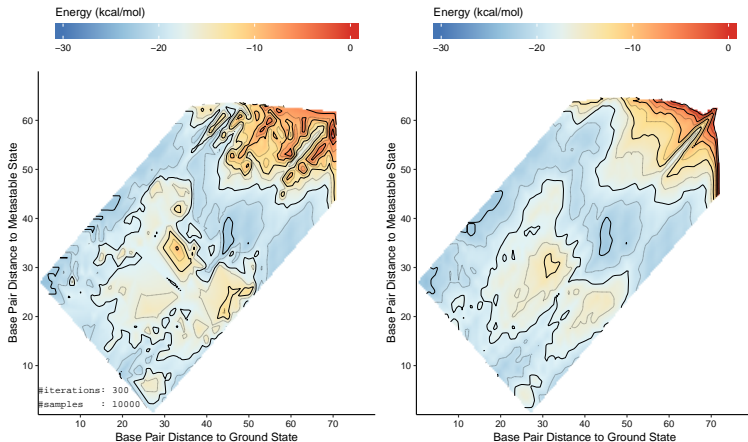 Energy (kcal/mol)
−30 −20 −10 0
Base Pair Distance to Metastable State
60
50
40
30
20
10
#iterations: 300
#samples : 10000
10 20 30 40 50 60 70
Base Pair Distance to Ground State
Energy (kcal/mol)
−30 −20 −10 0
Base Pair Distance to Metastable State
60
50
40
30
20
10
10 20 30 40 50 60 70
Base Pair Distance to Ground State